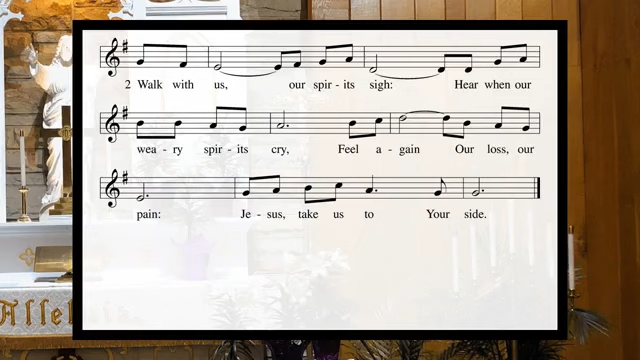 2 Walk with us, our spir - its sigh: Hear when our
wea - ry spir - its cry, Feel a - gain Our loss, our
pain: Je - sus, take us to Your side.